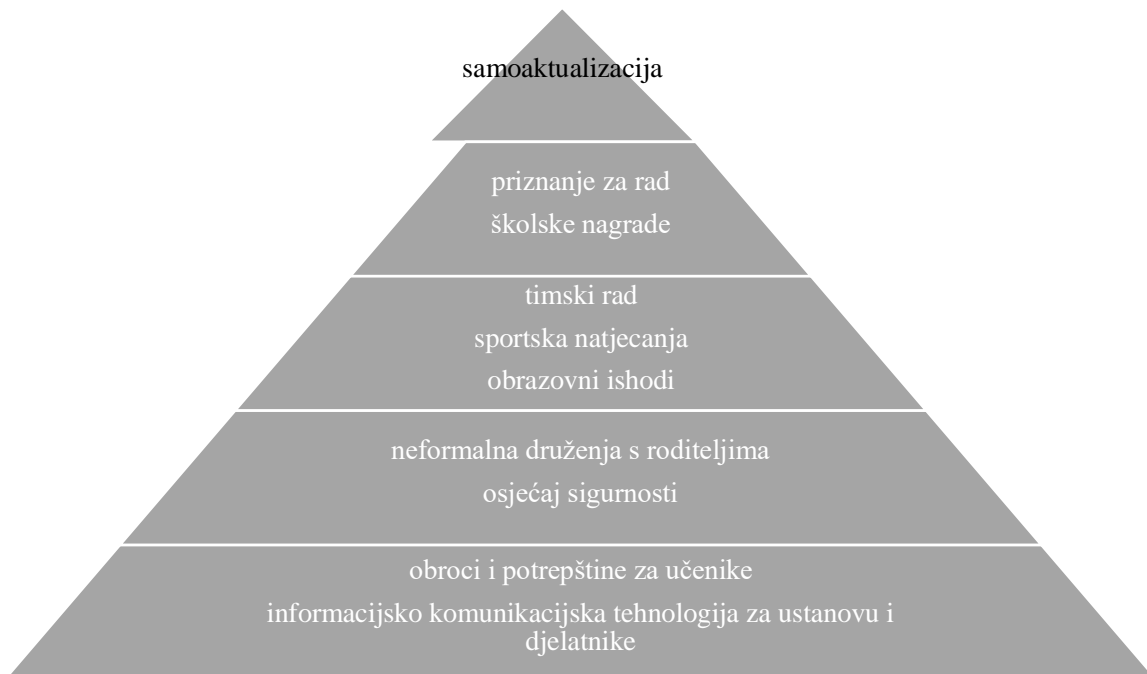 samoaktualizacija
priznanje za rad
školske nagrade
timski rad
sportska natjecanja
obrazovni ishodi
neformalna druženja s roditeljima
osjećaj sigurnosti
obroci i potrepštine za učenike
informacijsko komunikacijska tehnologija za ustanovu i
djelatnike